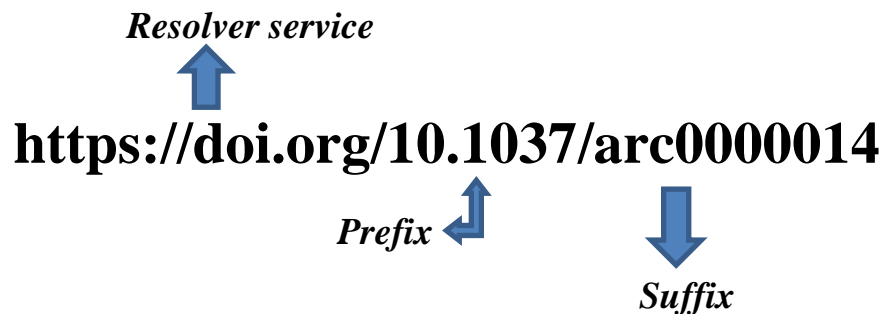 Resolver service
https://doi.org/10.1037/arc0000014
Prefix
Suffix